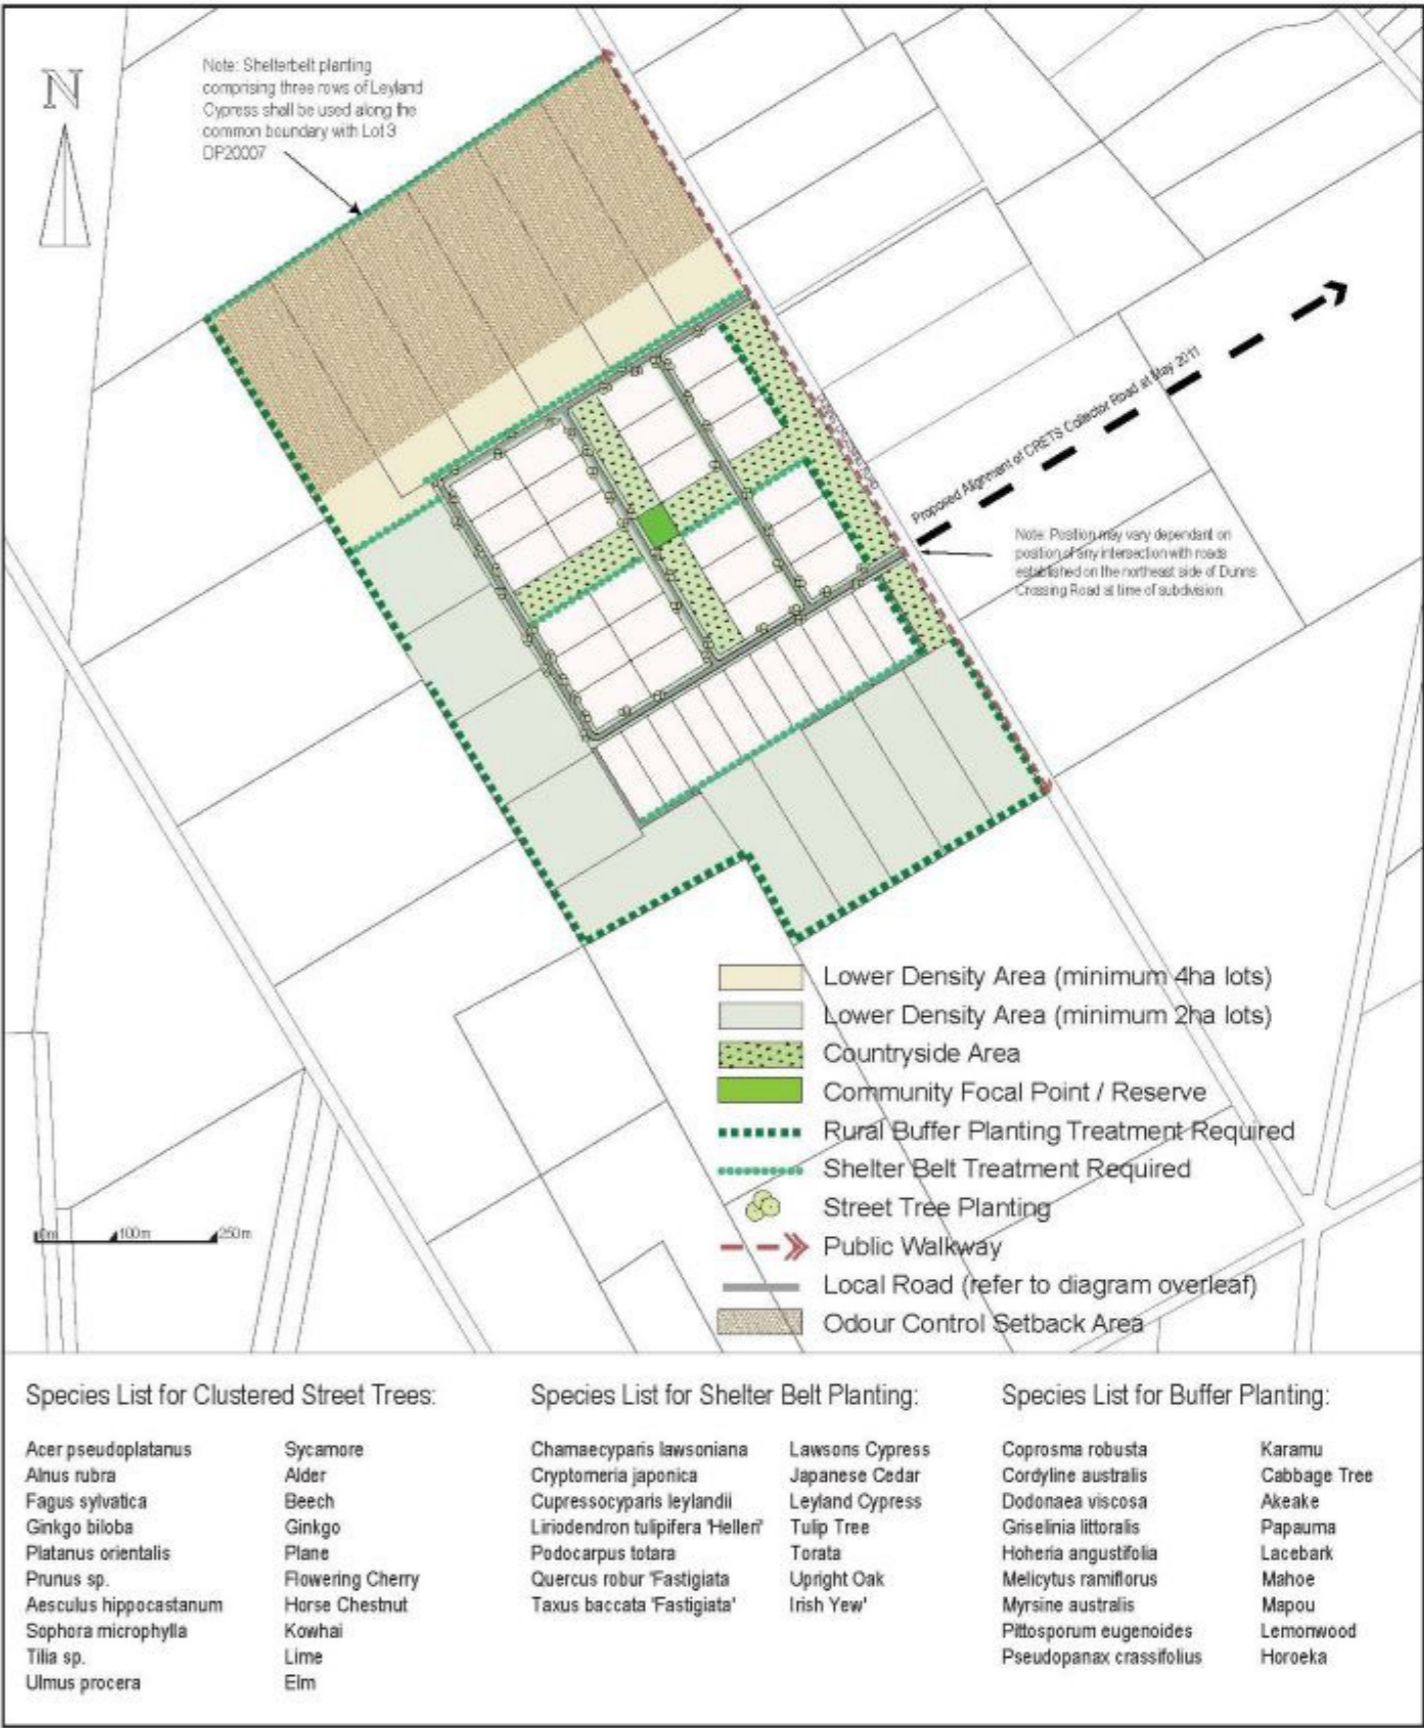 N
Note: Shelterbelt planting
comprising three rows of Leyland
Cypress shall be used along the
common boundary with Lot 3
DP20007
Proposed Alignment of CRETS Collector Road at May 2011
Note: Position may vary dependant on
position of any intersection with roads
established on the northeast side of Dunns
Crossing Road at time of subdivision.
Lower Density Area (minimum 4ha lots)
Lower Density Area (minimum 2ha lots)
Countryside Area
Community Focal Point / Reserve
Rural Buffer Planting Treatment Required
Shelter Belt Treatment Required
Street Tree Planting
Public Walkway
Local Road (refer to diagram overleaf)
Odour Control Setback Area
0m 100m 250m
Species List for Clustered Street Trees:
Acer pseudoplatanus Sycamore
Alnus rubra Alder
Fagus sylvatica Beech
Ginkgo biloba Ginkgo
Platanus orientalis Plane
Prunus sp. Flowering Cherry
Aesculus hippocastanum Horse Chestnut
Sophora microphylla Kowhai
Tilia sp. Lime
Ulmus procera Elm
Species List for Shelter Belt Planting:
Chamaecyparis lawsoniana Lawsons Cypress
Cryptomeria japonica Japanese Cedar
Cupressocyparis leylandii Leyland Cypress
Liriodendron tulipifera 'Helleri' Tulip Tree
Podocarpus totara Torata
Quercus robur 'Fastigiata Upright Oak
Taxus baccata 'Fastigiata' Irish Yew'
Species List for Buffer Planting:
Coprosma robusta Karamu
Cordyline australis Cabbage Tree
Dodonaea viscosa Akeake
Griselinia littoralis Papauma
Hoheria angustifolia Lacebark
Melicytus ramiflorus Mahoe
Myrsine australis Mapou
Pittosporum eugenoides Lemonwood
Pseudopanax crassifolius Horoeka